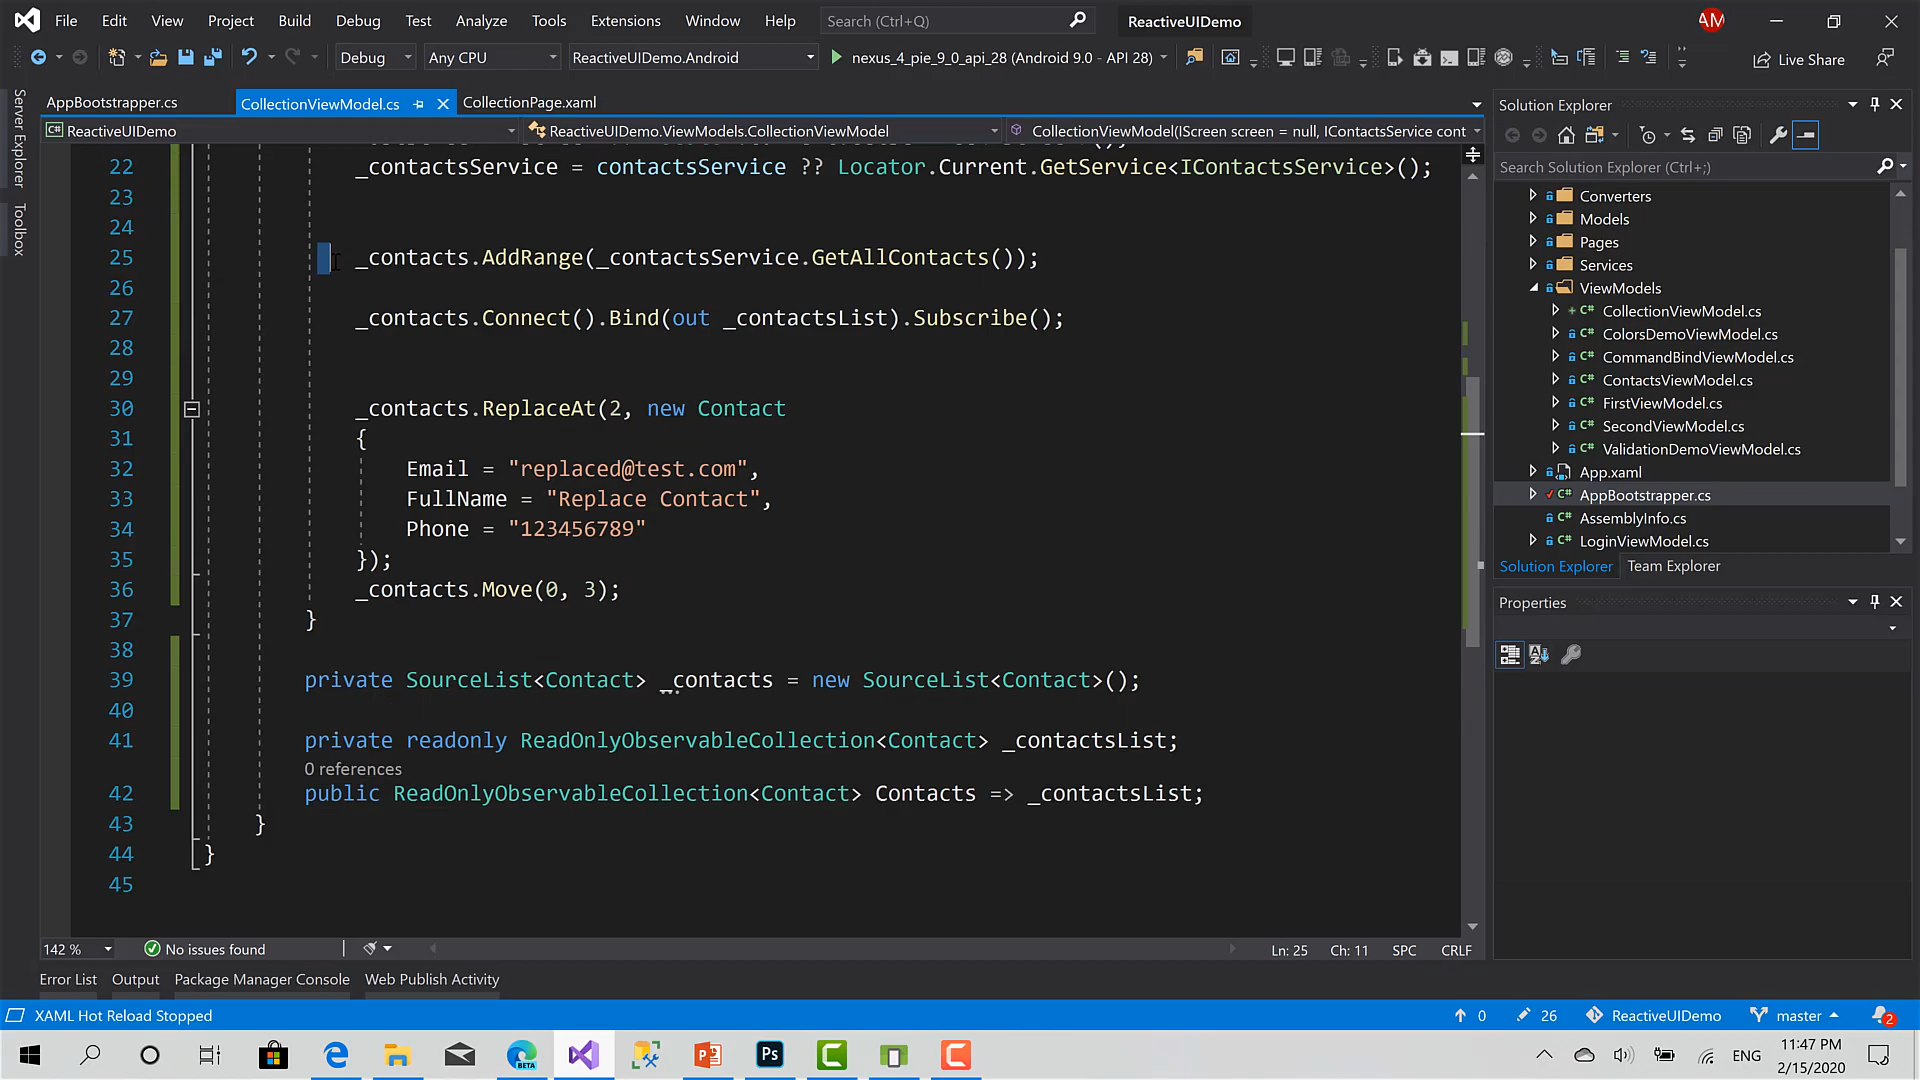 File Edit View Project Build Debug Test Analyze Tools Extensions Window Help Search (Ctrl+Q) ReactiveUIDemo AM
Debug Any CPU ReactiveUIDemo.Android nexus_4_pie_9_0_api_28 (Android 9.0 - API 28) Live Share
Server Explorer
Toolbox
AppBootstrapper.cs CollectionViewModel.cs CollectionPage.xaml
ReactiveUIDemo ReactiveUIDemo.ViewModels.CollectionViewModel CollectionViewModel(IScreen screen = null, IContactsService cont
22 _contactsService = contactsService ?? Locator.Current.GetService<IContactsService>();
23
24
25 _contacts.AddRange(_contactsService.GetAllContacts());
26
27 _contacts.Connect().Bind(out _contactsList).Subscribe();
28
29
30 _contacts.ReplaceAt(2, new Contact
31 {
32 Email = "replaced@test.com",
33 FullName = "Replace Contact",
34 Phone = "123456789"
35 });
36 _contacts.Move(0, 3);
37 }
38
39 private SourceList<Contact> _contacts = new SourceList<Contact>();
40
41 private readonly ReadOnlyObservableCollection<Contact> _contactsList;
0 references
42 public ReadOnlyObservableCollection<Contact> Contacts => _contactsList;
43 }
44 }
45
142 % No issues found Ln: 25 Ch: 11 SPC CRLF
Error List Output Package Manager Console Web Publish Activity
Solution Explorer
Search Solution Explorer (Ctrl+;)
Converters
Models
Pages
Services
ViewModels
C# CollectionViewModel.cs
C# ColorsDemoViewModel.cs
C# CommandBindViewModel.cs
C# ContactsViewModel.cs
C# FirstViewModel.cs
C# SecondViewModel.cs
C# ValidationDemoViewModel.cs
App.xaml
C# AppBootstrapper.cs
C# AssemblyInfo.cs
C# LoginViewModel.cs
Solution Explorer Team Explorer
Properties
XAML Hot Reload Stopped 0 26 ReactiveUIDemo master 2
BETA Ps ENG 11:47 PM
2/15/2020